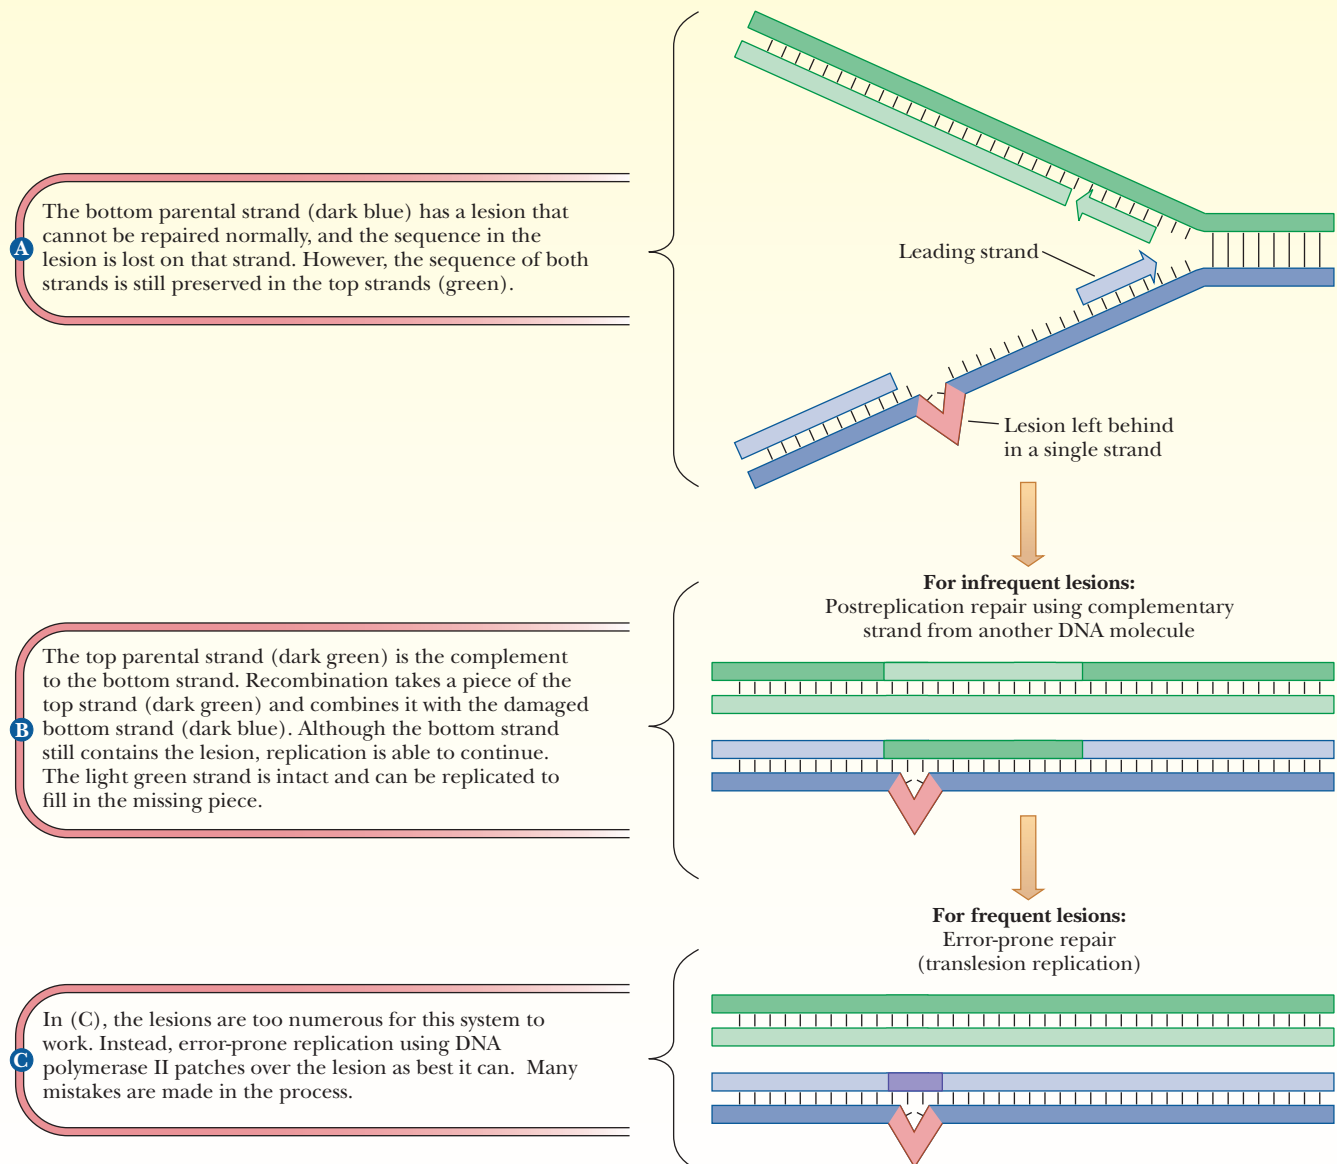 A
The bottom parental strand (dark blue) has a lesion that
cannot be repaired normally, and the sequence in the
lesion is lost on that strand. However, the sequence of both
strands is still preserved in the top strands (green).
Leading strand
Lesion left behind
in a single strand
For infrequent lesions:
Postreplication repair using complementary
strand from another DNA molecule
B
The top parental strand (dark green) is the complement
to the bottom strand. Recombination takes a piece of the
top strand (dark green) and combines it with the damaged
bottom strand (dark blue). Although the bottom strand
still contains the lesion, replication is able to continue.
The light green strand is intact and can be replicated to
fill in the missing piece.
For frequent lesions:
Error-prone repair
(translesion replication)
C
In (C), the lesions are too numerous for this system to
work. Instead, error-prone replication using DNA
polymerase II patches over the lesion as best it can. Many
mistakes are made in the process.